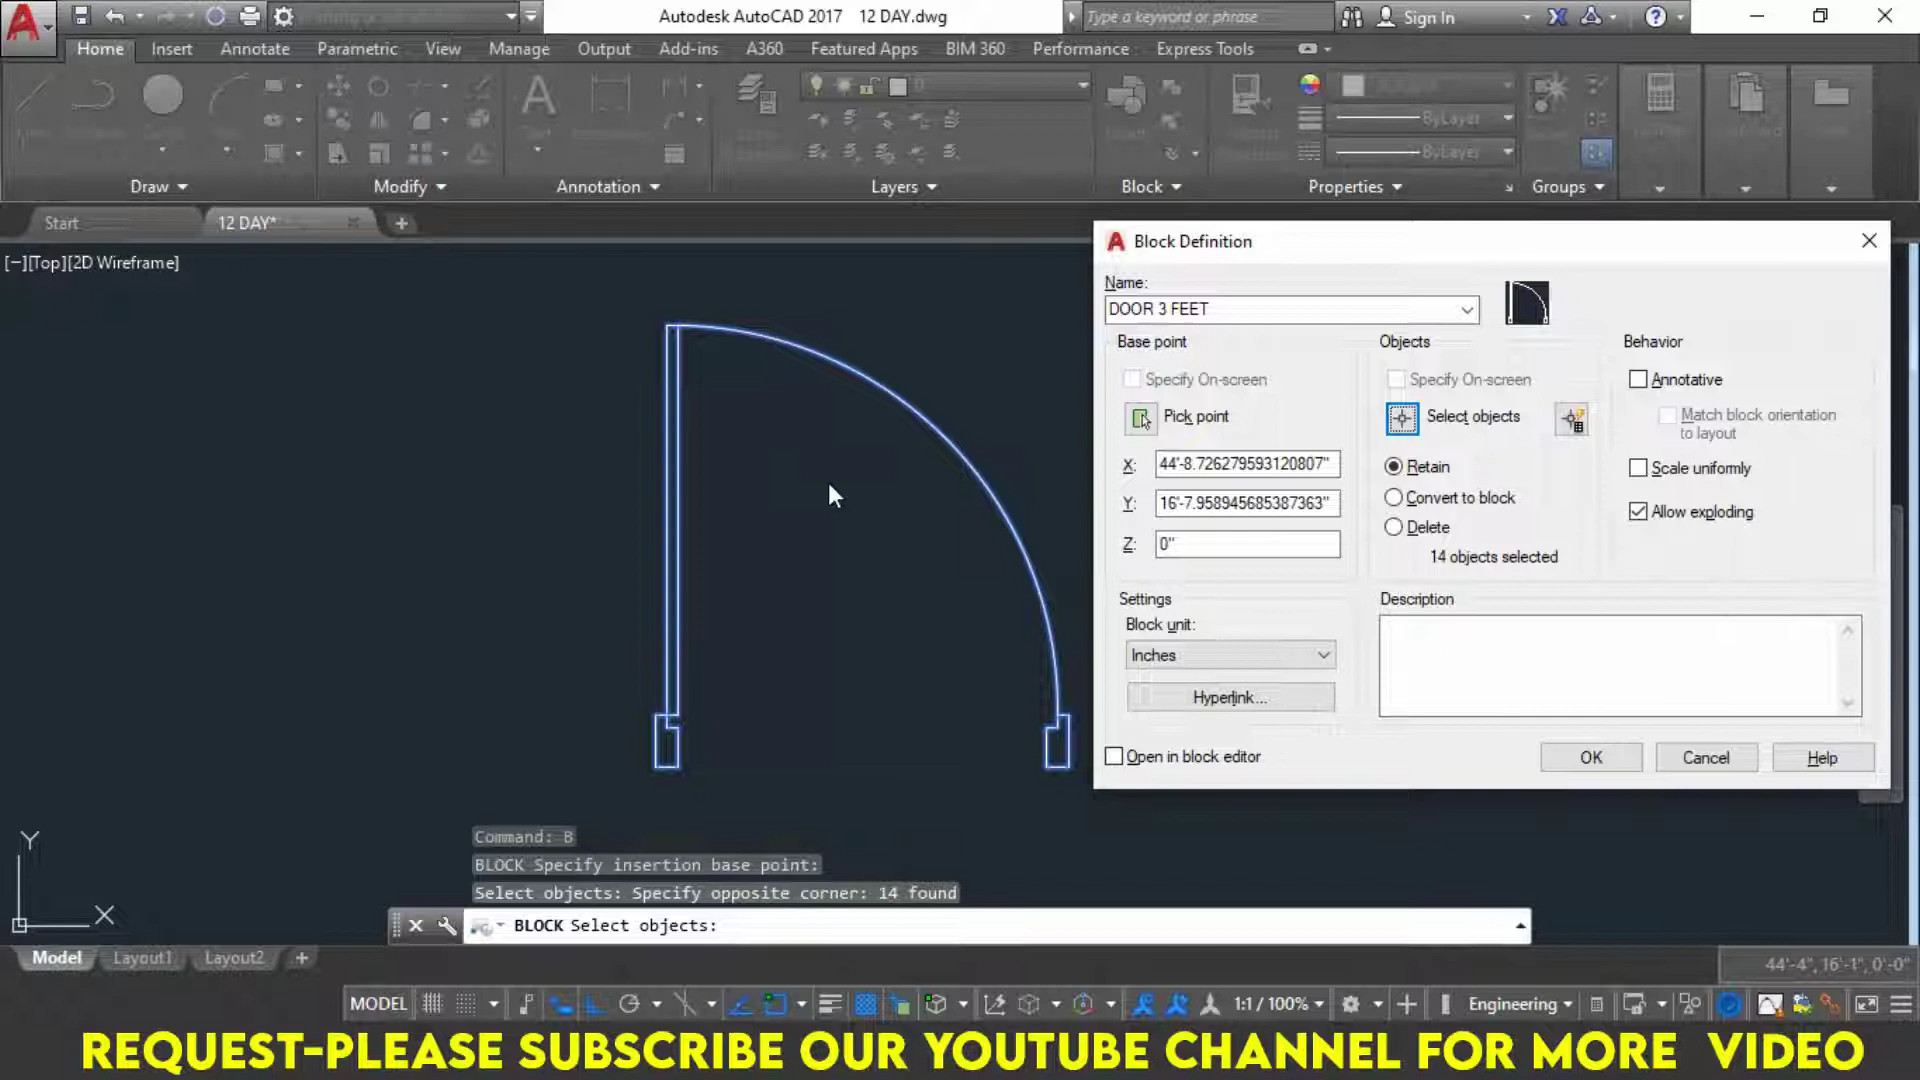 Autodesk AutoCAD 2017 12 DAY.dwg
Type a keyword or phrase
Sign In
Home Insert Annotate Parametric View Manage Output Add-ins A360 Featured Apps BIM 360 Performance Express Tools
0
ByLayer
ByLayer
Draw Modify Annotation Layers Block Properties Groups
Start 12 DAY*
[−][Top][2D Wireframe]
Block Definition
Name:
DOOR 3 FEET
Base point
Specify On-screen
Pick point
X: 44'-8.726279593120807"
Y: 16'-7.958945685387363"
Z: 0"
Objects
Specify On-screen
Select objects
Retain
Convert to block
Delete
14 objects selected
Behavior
Annotative
Match block orientation
to layout
Scale uniformly
Allow exploding
Settings
Block unit:
Inches
Hyperlink...
Description
Open in block editor
OK Cancel Help
Y
X
Command: B
BLOCK Specify insertion base point:
Select objects: Specify opposite corner: 14 found
BLOCK Select objects:
Model Layout1 Layout2
44'-4", 16'-1", 0'-0"
MODEL 1:1 / 100% Engineering
REQUEST-PLEASE SUBSCRIBE OUR YOUTUBE CHANNEL FOR MORE VIDEO